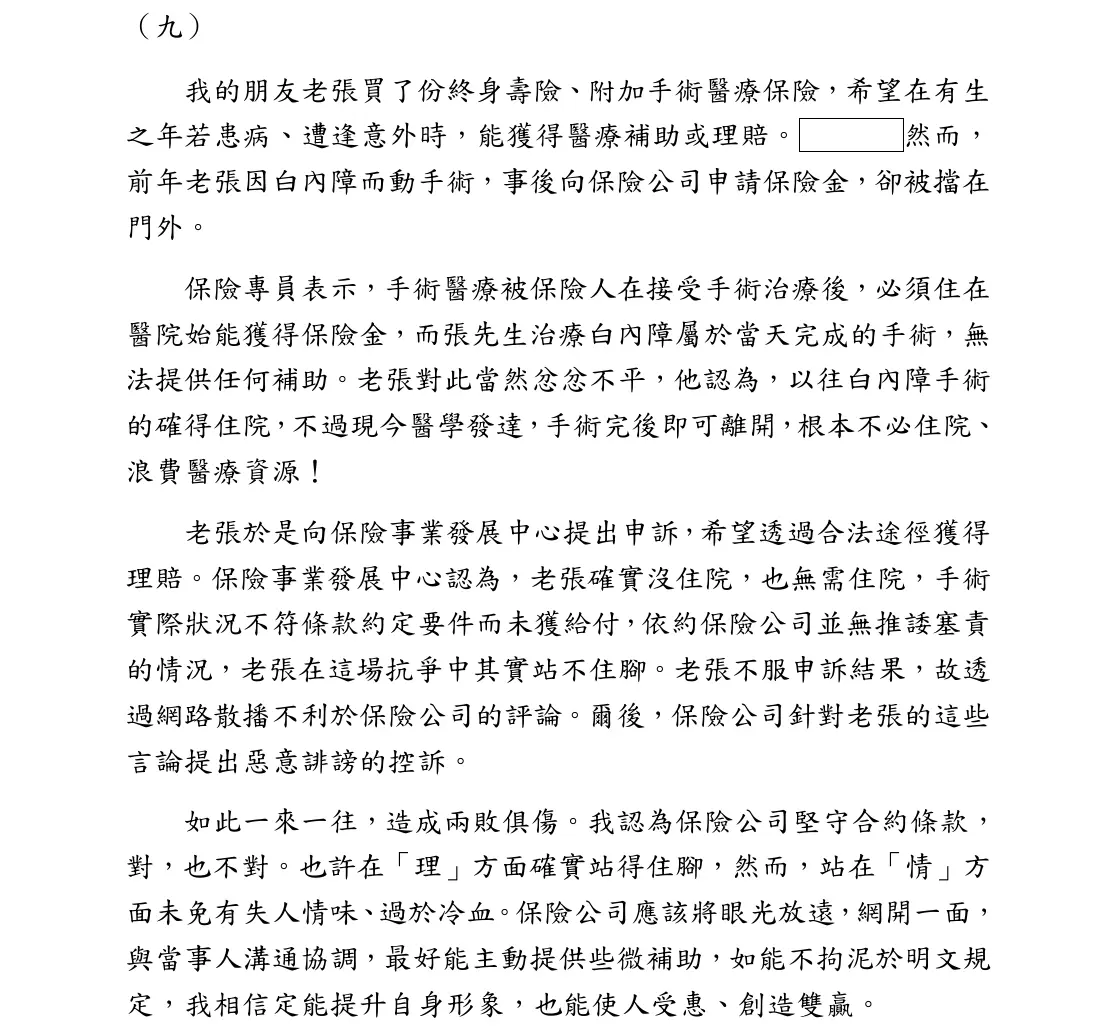 （九）
我的朋友老張買了份終身壽險、附加手術醫療保險，希望在有生
之年若患病、遭逢意外時，能獲得醫療補助或理賠。然而，
前年老張因白內障而動手術，事後向保險公司申請保險金，卻被擋在
門外。
保險專員表示，手術醫療被保險人在接受手術治療後，必須住在
醫院始能獲得保險金，而張先生治療白內障屬於當天完成的手術，無
法提供任何補助。老張對此當然忿忿不平，他認為，以往白內障手術
的確得住院，不過現今醫學發達，手術完後即可離開，根本不必住院、
浪費醫療資源！
老張於是向保險事業發展中心提出申訴，希望透過合法途徑獲得
理賠。保險事業發展中心認為，老張確實沒住院，也無需住院，手術
實際狀況不符條款約定要件而未獲給付，依約保險公司並無推諉塞責
的情況，老張在這場抗爭中其實站不住腳。老張不服申訴結果，故透
過網路散播不利於保險公司的評論。爾後，保險公司針對老張的這些
言論提出惡意誹謗的控訴。
如此一來一往，造成兩敗俱傷。我認為保險公司堅守合約條款，
對，也不對。也許在「理」方面確實站得住腳，然而，站在「情」方
面未免有失人情味、過於冷血。保險公司應該將眼光放遠，網開一面，
與當事人溝通協調，最好能主動提供些微補助，如能不拘泥於明文規
定，我相信定能提升自身形象，也能使人受惠、創造雙贏。